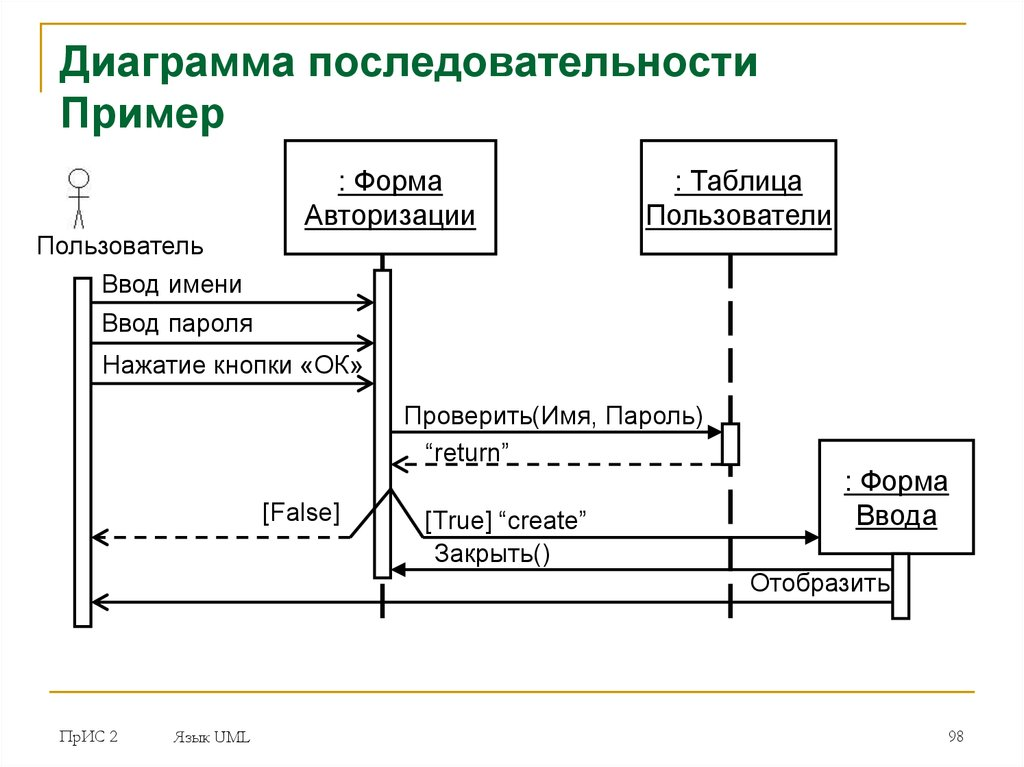 Диаграмма последовательности
Пример
: Форма
Авторизации
: Таблица
Пользователи
Пользователь
Ввод имени
Ввод пароля
Нажатие кнопки «ОК»
Проверить(Имя, Пароль)
“return”
: Форма
Ввода
[False]
[True] “create”
Закрыть()
Отобразить
ПрИС 2
Язык UML
98